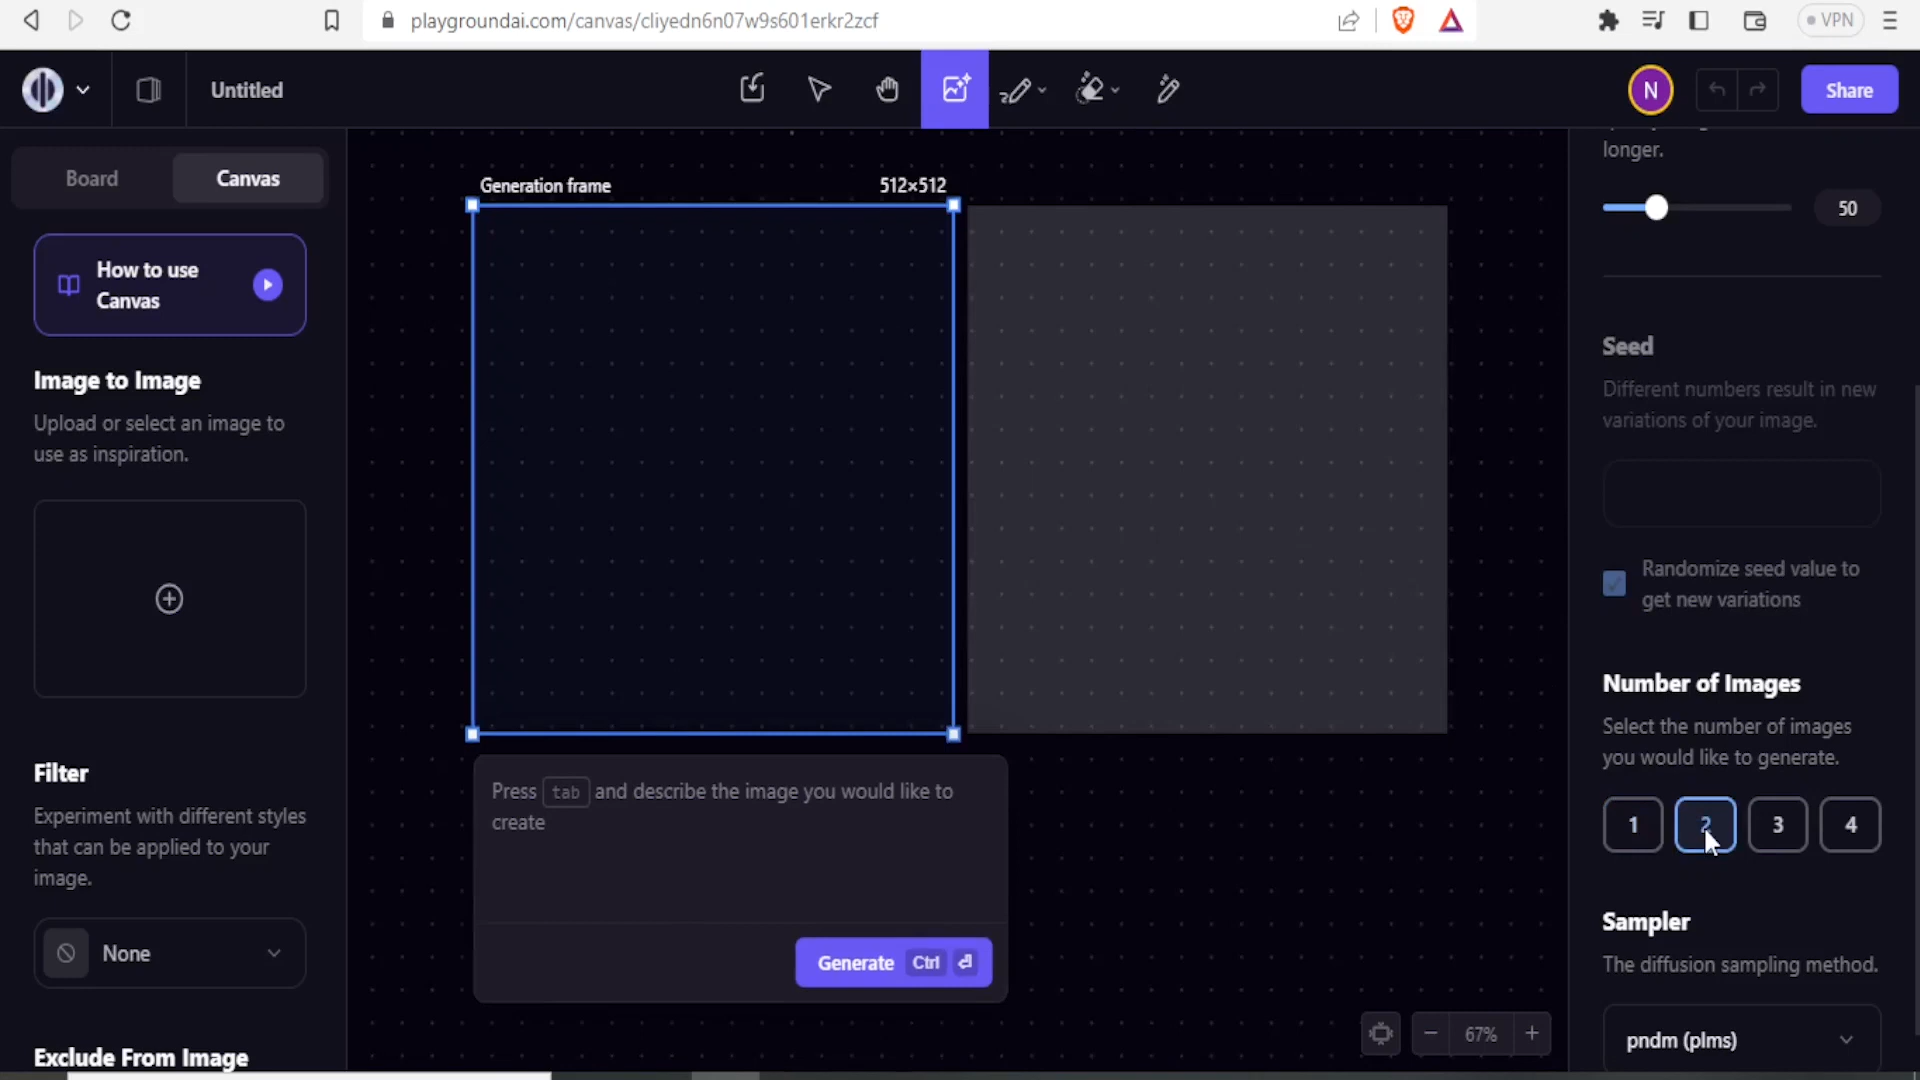 playgroundai.com/canvas/cliyedn6n07w9s601erkr2zcf
VPN
Untitled
N
Share
Board
Canvas
How to use
Canvas
Image to Image
Upload or select an image to
use as inspiration.
Filter
Experiment with different styles
that can be applied to your
image.
None
Exclude From Image
Generation frame
512×512
Press tab and describe the image you would like to
create
Generate Ctrl
67%
longer.
50
Seed
Different numbers result in new
variations of your image.
Randomize seed value to
get new variations
Number of Images
Select the number of images
you would like to generate.
1 2 3 4
Sampler
The diffusion sampling method.
pndm (plms)